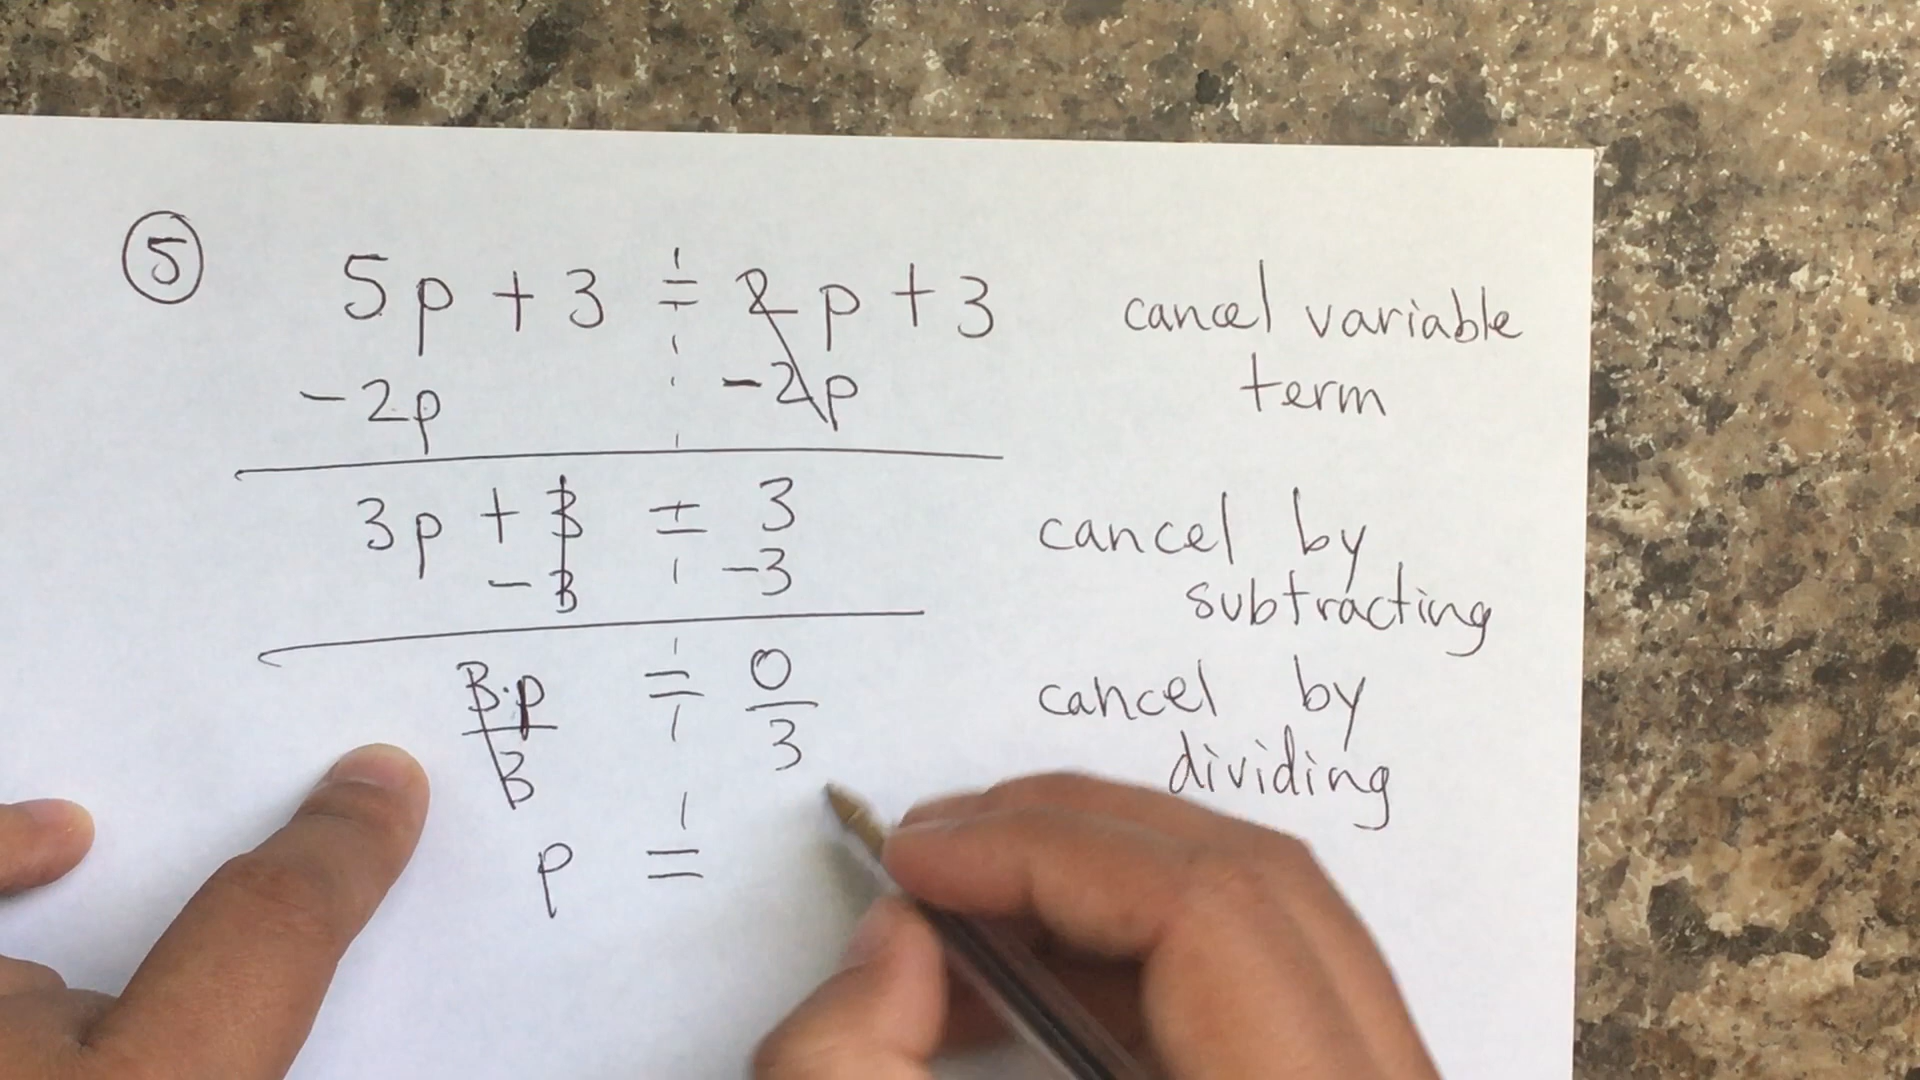 ⑤ 5p + 3 = 2p + 3 cancel variable
-2p -2p term
3p + 3 = 3 cancel by
-3 -3 subtracting
3·p = 0 cancel by
3 3 dividing
p =